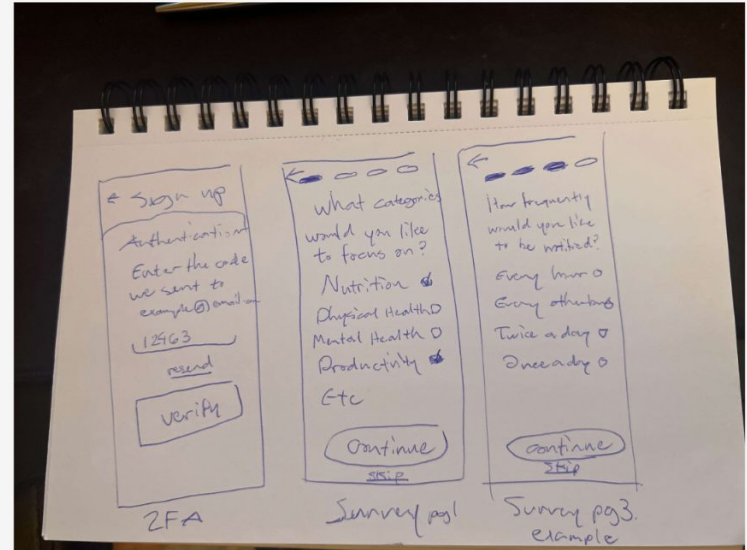 ← Sign up
Authentication
Enter the code
we sent to
example@email.com
12463
resend
verify
2FA
←
What categories
would you like
to focus on?
Nutrition
Physical Health
Mental Health
Productivity
Etc
Continue
skip
Survey pg1
←
How frequently
would you like
to be notified?
Every hour
Every other hour
Twice a day
Once a day
continue
Skip
Survey pg3.
example